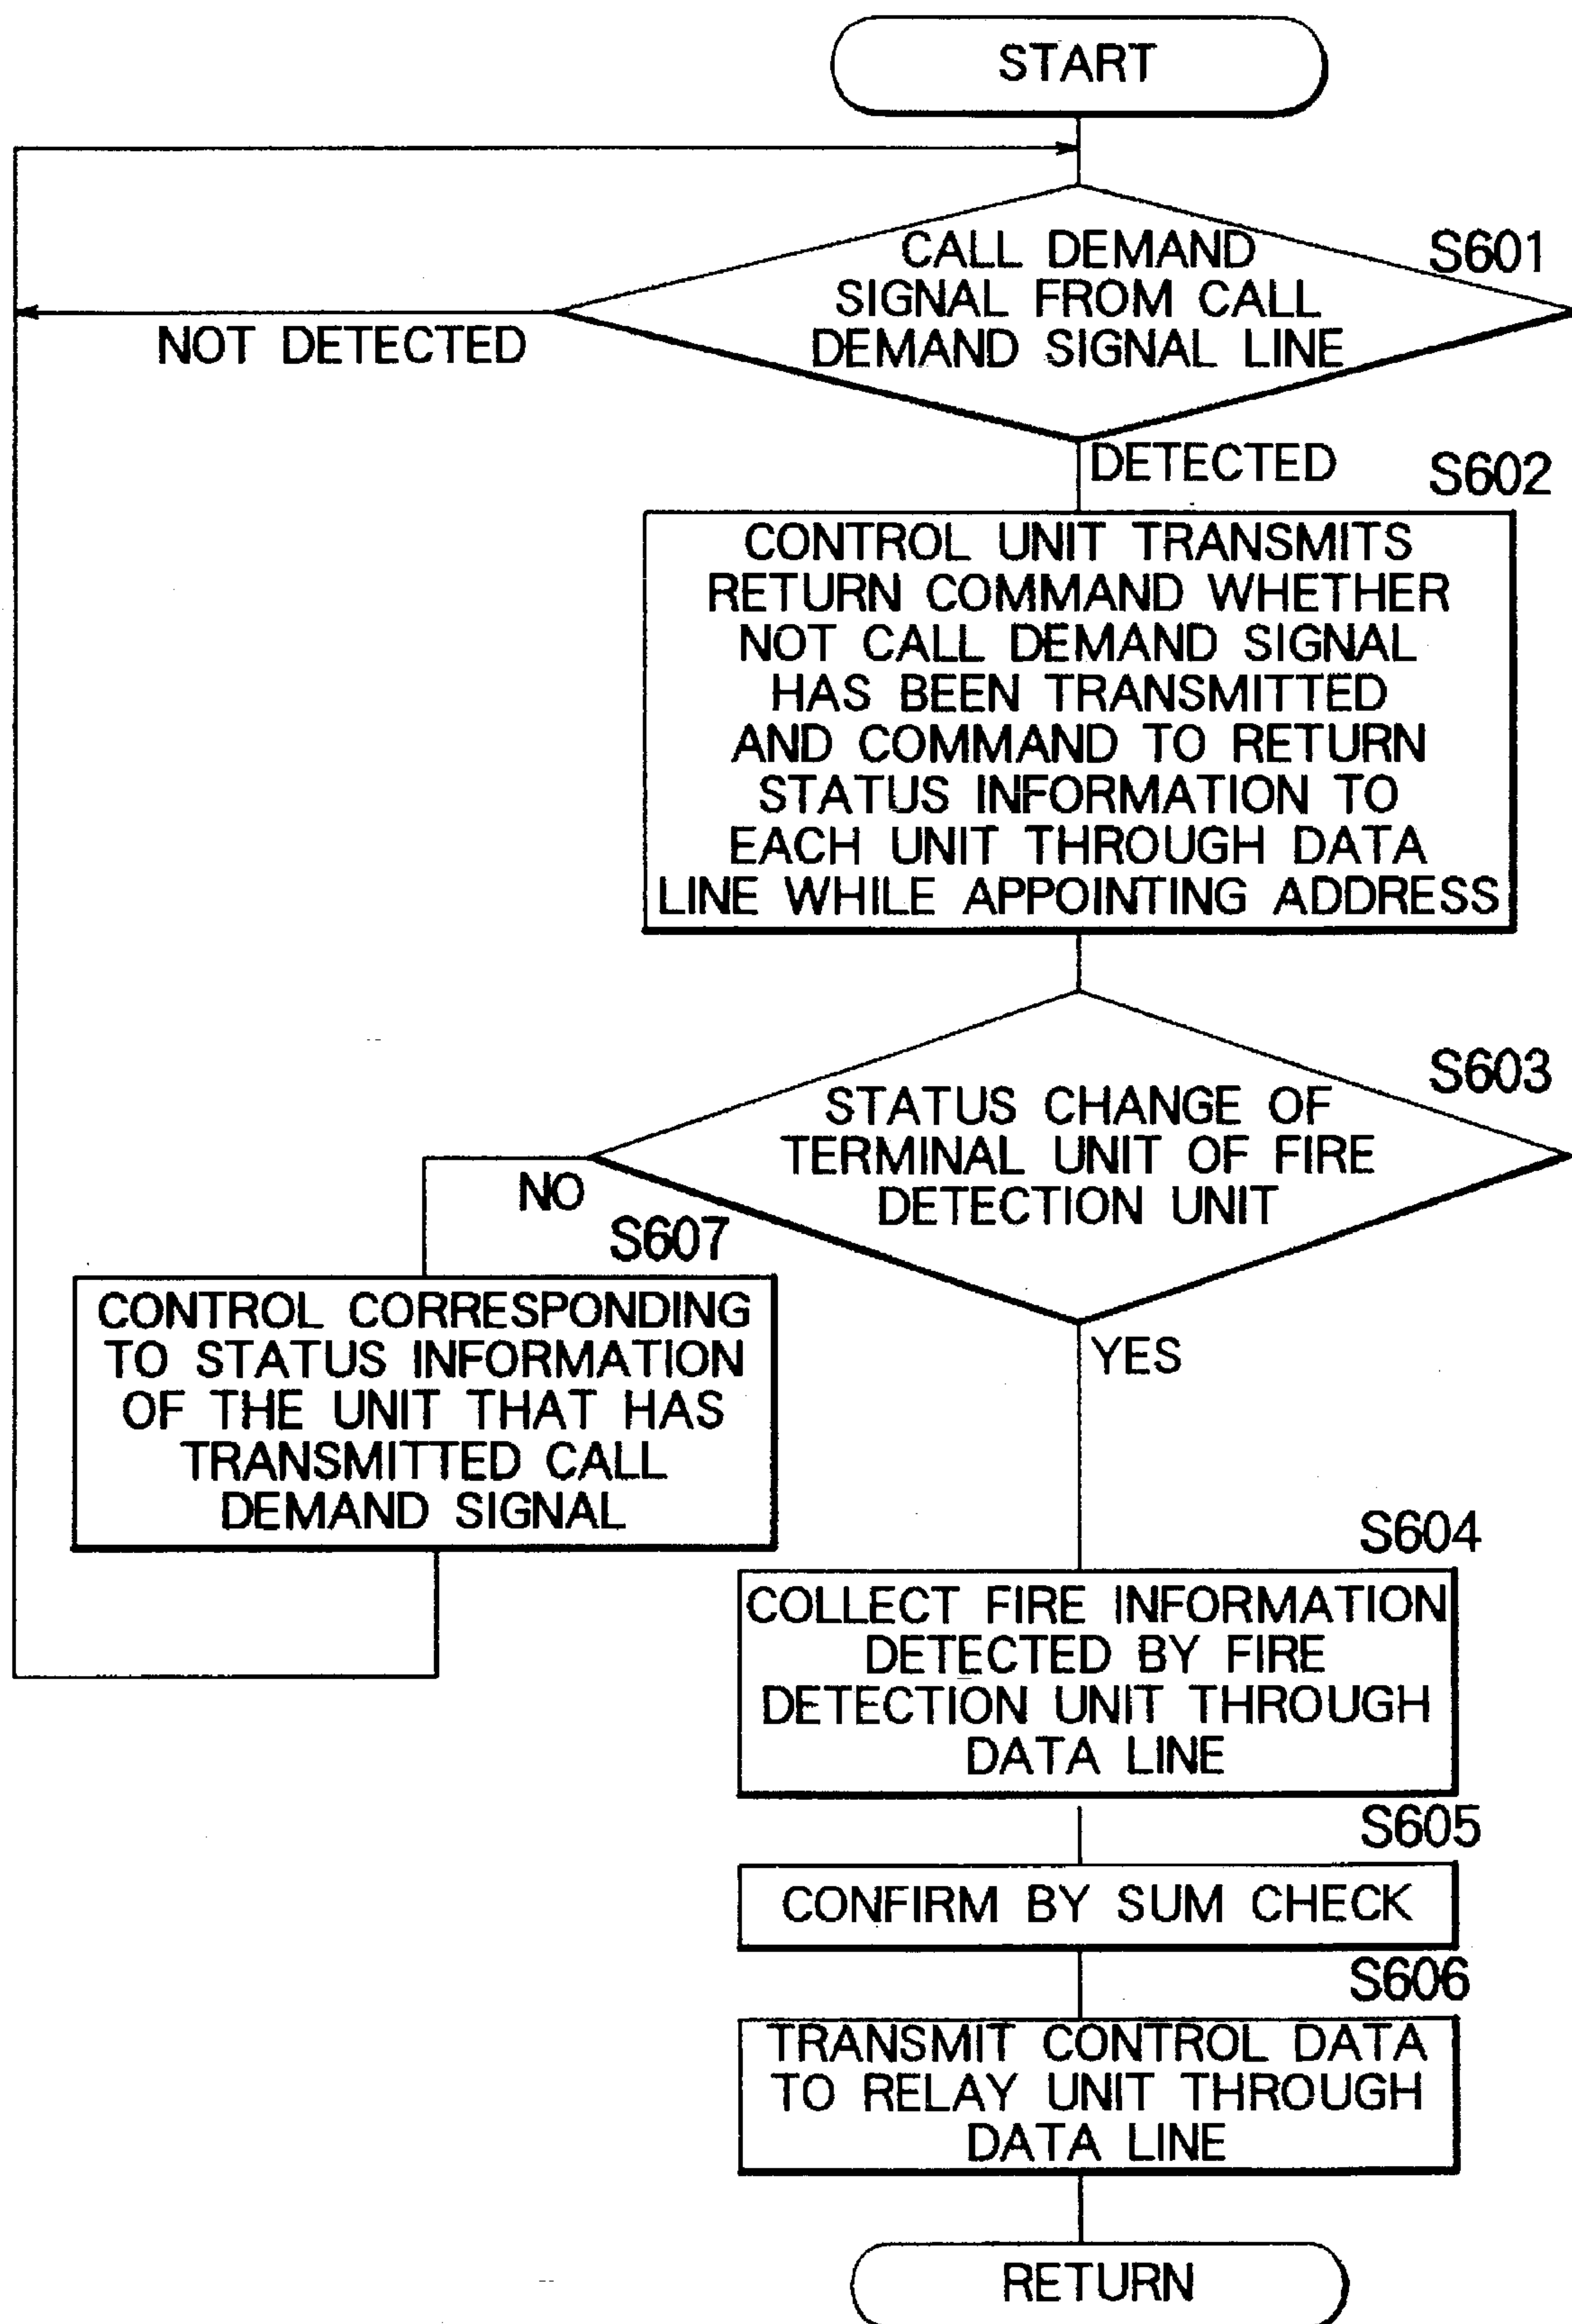 START
CALL DEMAND
SIGNAL FROM CALL
DEMAND SIGNAL LINE
S601
NOT DETECTED
DETECTED
S602
CONTROL UNIT TRANSMITS
RETURN COMMAND WHETHER
NOT CALL DEMAND SIGNAL
HAS BEEN TRANSMITTED
AND COMMAND TO RETURN
STATUS INFORMATION TO
EACH UNIT THROUGH DATA
LINE WHILE APPOINTING ADDRESS
S603
STATUS CHANGE OF
TERMINAL UNIT OF FIRE
DETECTION UNIT
NO
S607
CONTROL CORRESPONDING
TO STATUS INFORMATION
OF THE UNIT THAT HAS
TRANSMITTED CALL
DEMAND SIGNAL
YES
S604
COLLECT FIRE INFORMATION
DETECTED BY FIRE
DETECTION UNIT THROUGH
DATA LINE
S605
CONFIRM BY SUM CHECK
S606
TRANSMIT CONTROL DATA
TO RELAY UNIT THROUGH
DATA LINE
RETURN